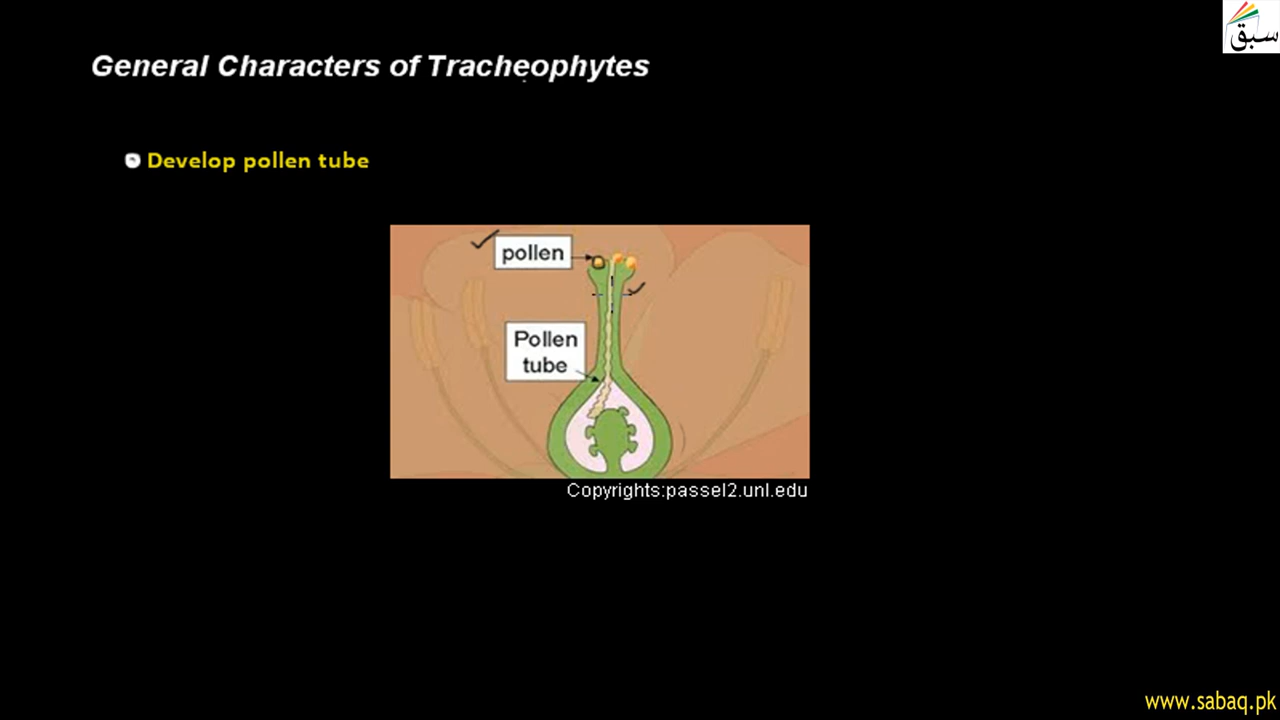 سبق
General Characters of Tracheophytes
Develop pollen tube
pollen
Pollen
tube
Copyrights:passel2.unl.edu
www.sabaq.pk